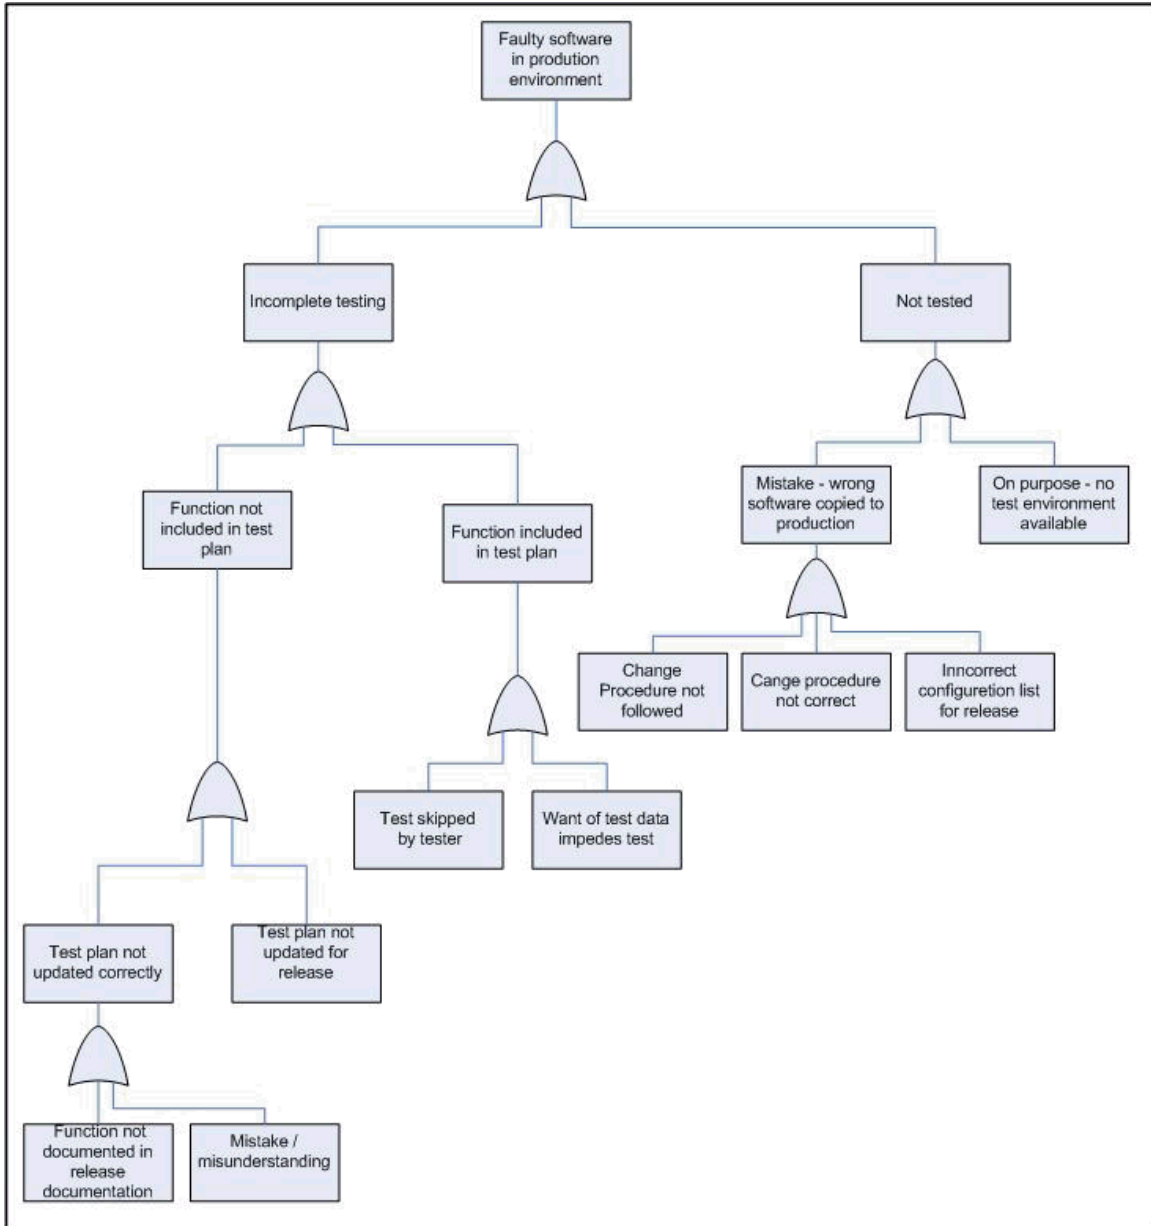 Faulty software
in prodution
environment
Incomplete testing
Not tested
Function not
included in test
plan
Function included
in test plan
Mistake - wrong
software copied to
production
On purpose - no
test environment
available
Change
Procedure not
followed
Cange procedure
not correct
Inncorrect
configuretion list
for release
Test skipped
by tester
Want of test data
impedes test
Test plan not
updated correctly
Test plan not
updated for
release
Function not
documented in
release
documentation
Mistake /
misunderstanding